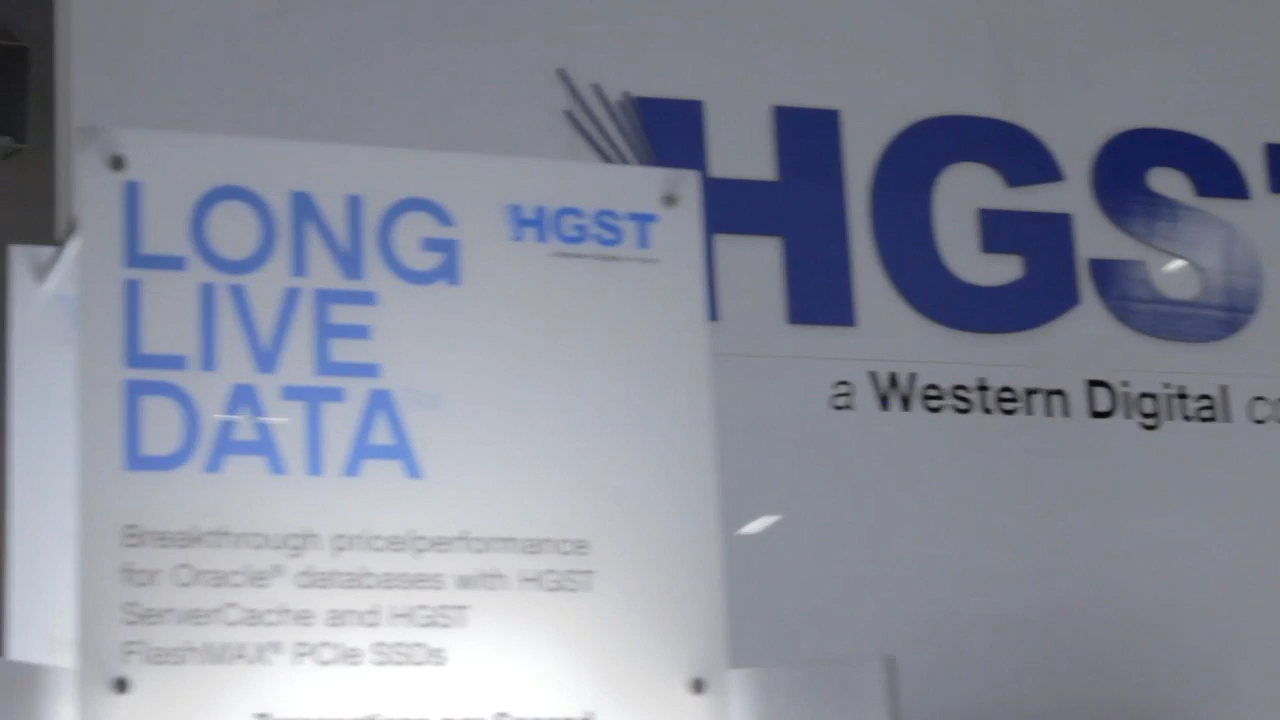 LONG
LIVE
DATA
HGST
Breakthrough price/performance
for Oracle® databases with HGST
ServerCache and HGST
FlashMAX® PCIe SSDs
HGS
a Western Digital